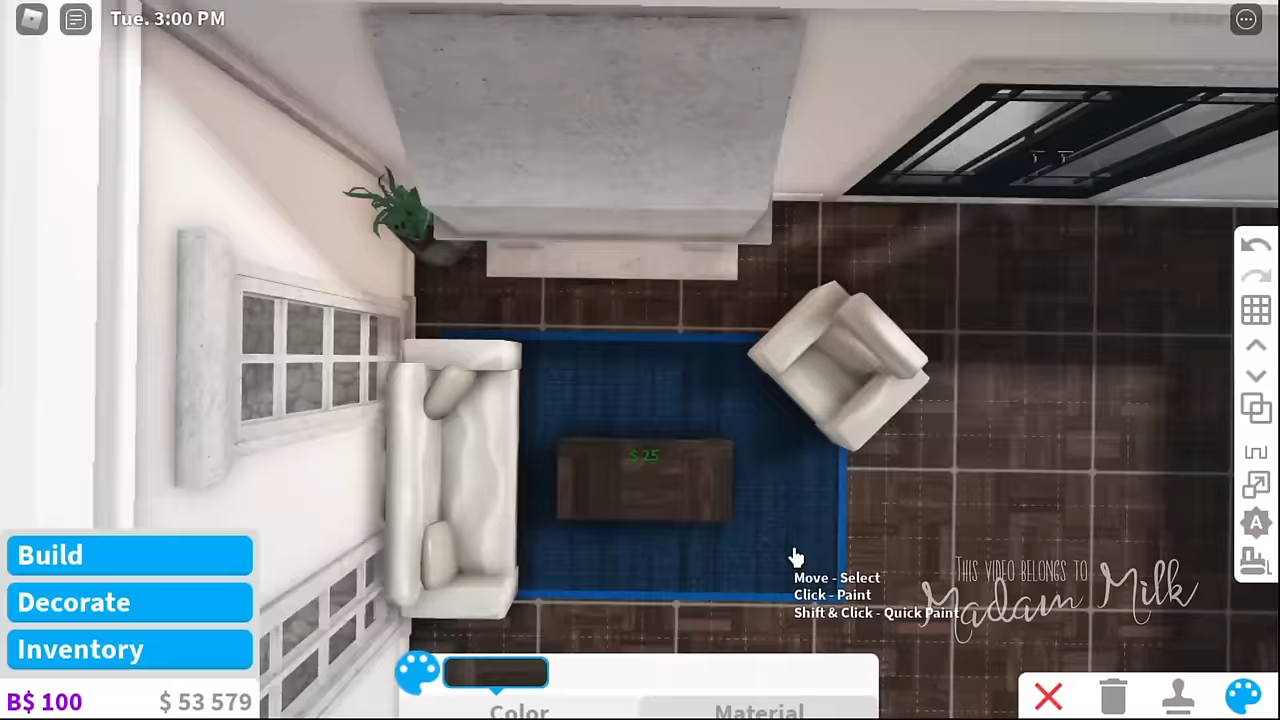 Tue. 3:00 PM
$ 25
Build
Decorate
Inventory
B$ 100
$ 53 579
Move - Select
Click - Paint
Shift & Click - Quick Paint
THIS VIDEO BELONGS TO
Madam Milk
Color
Material
A